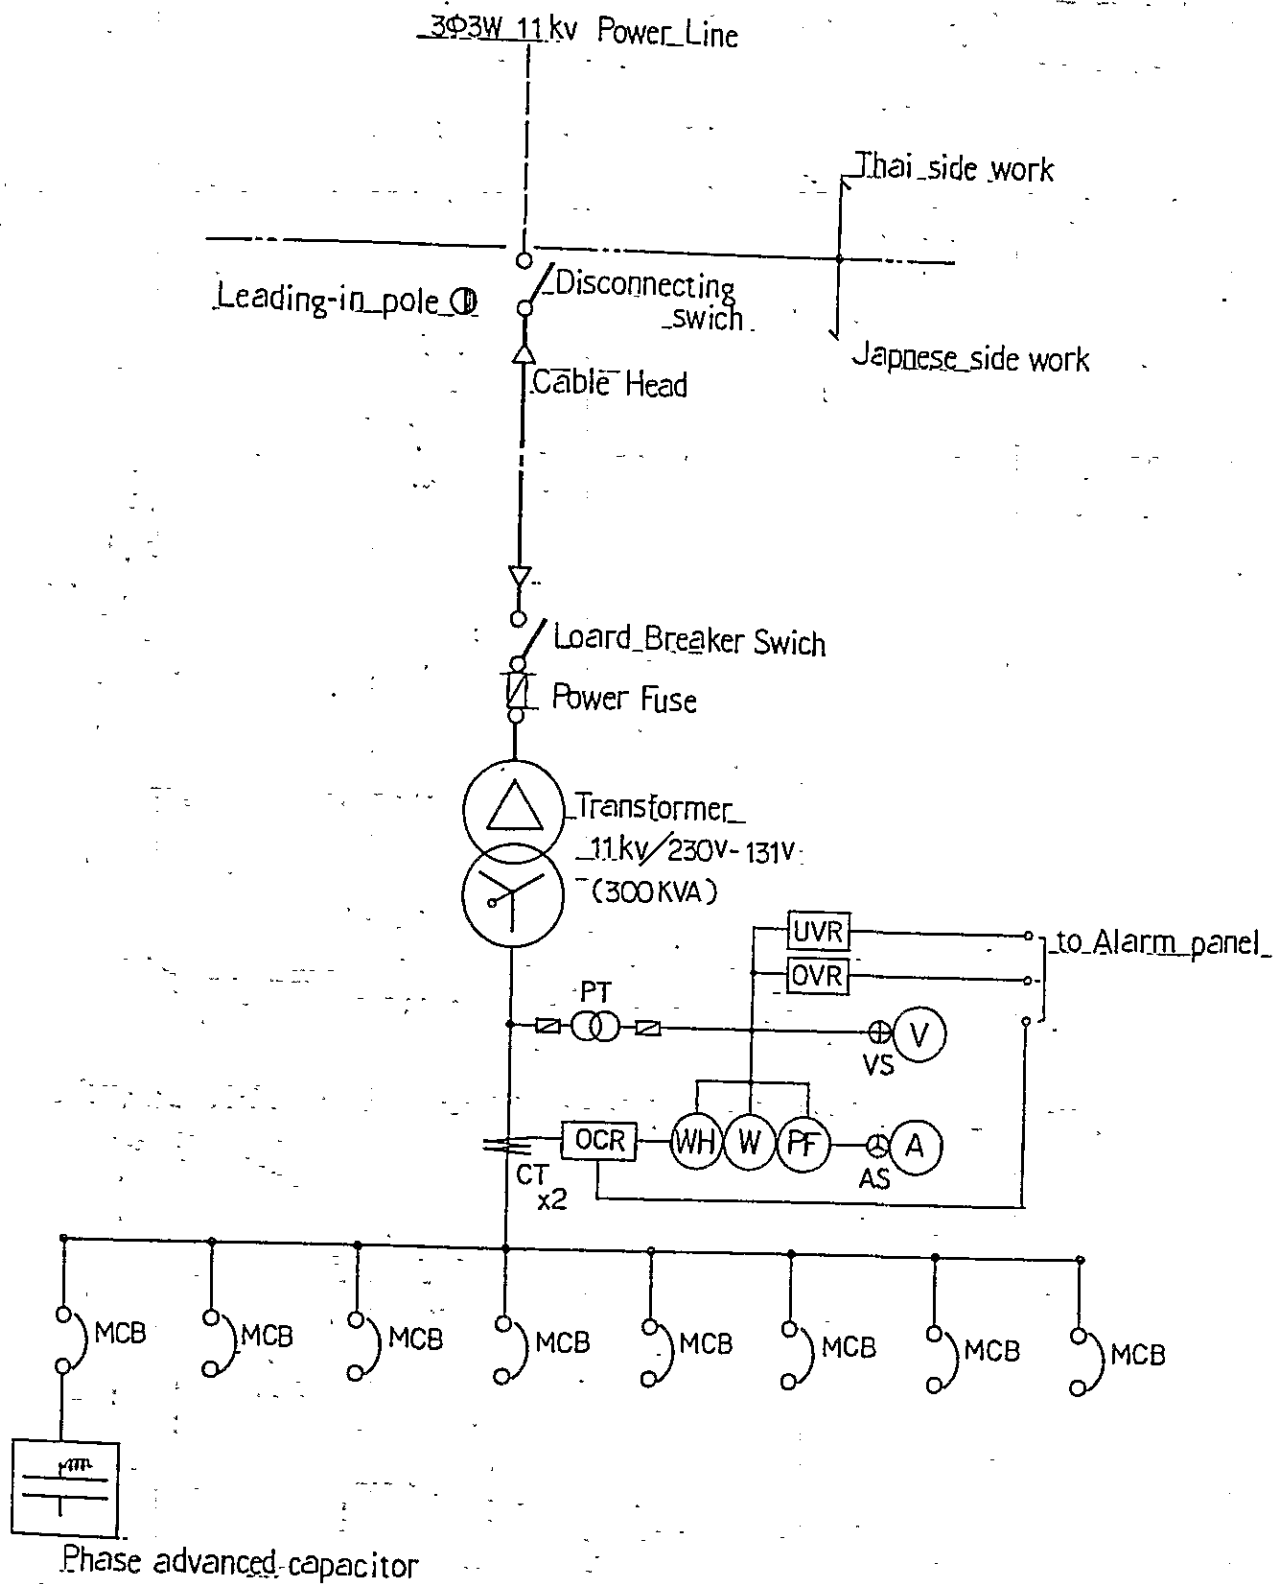 3Φ3W 11kv Power Line
Thai side work
Leading-in pole
Disconnecting
swich
Japnese side work
Cable Head
Loard Breaker Swich
Power Fuse
Transformer
11kv/230V-131V
(300KVA)
UVR
to Alarm panel
OVR
PT
V
VS
OCR
WH
W
PF
A
AS
CT
x2
MCB
MCB
MCB
MCB
MCB
MCB
MCB
MCB
Phase advanced capacitor